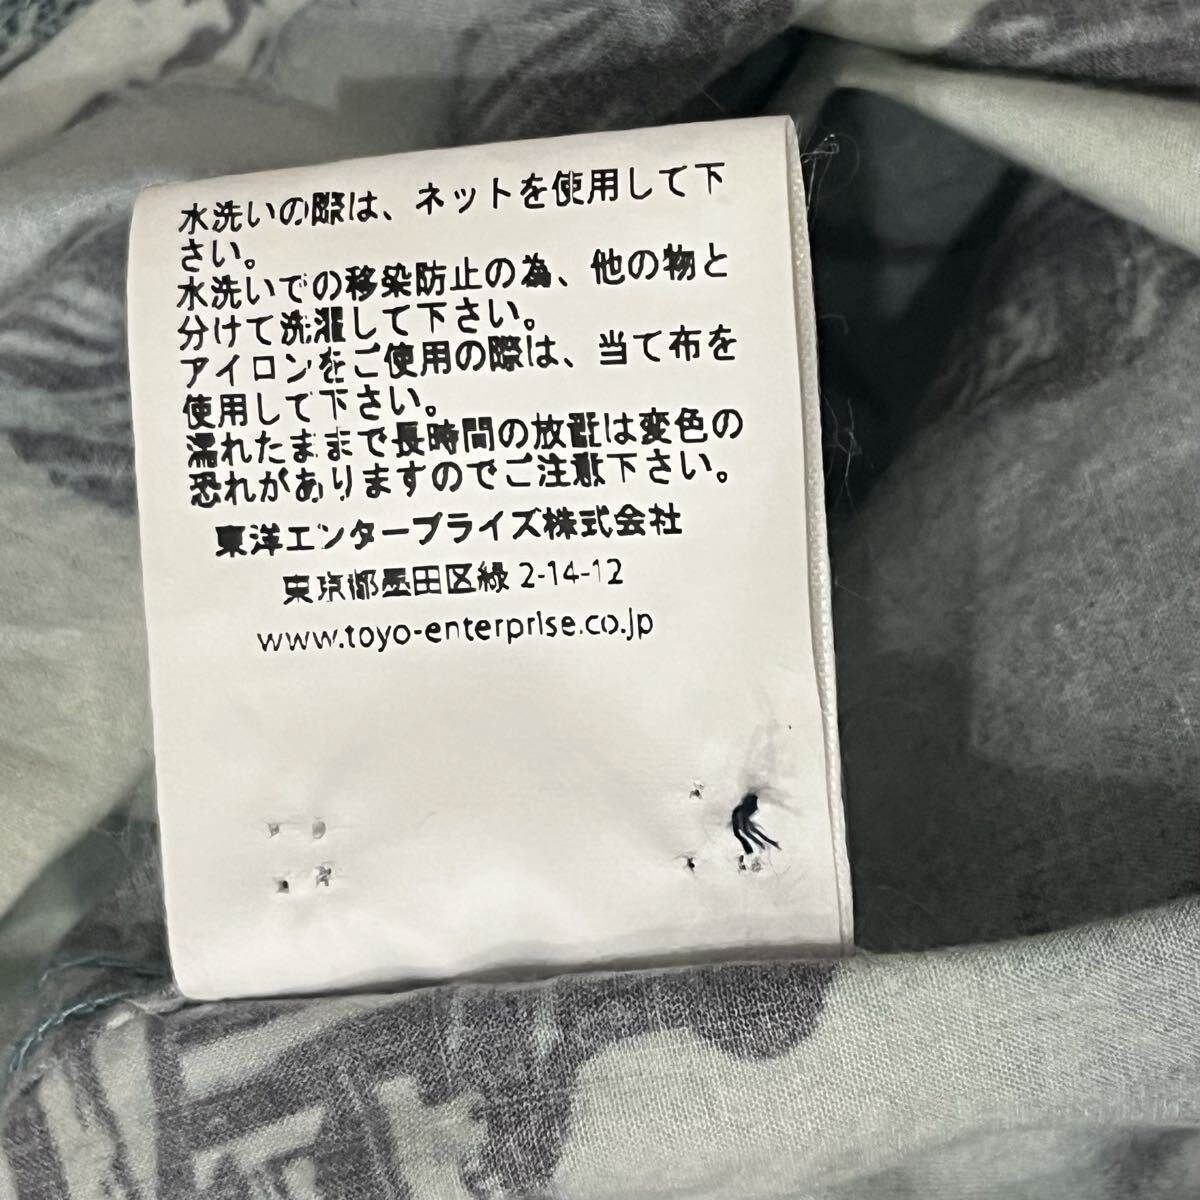 水洗いの際は、ネットを使用して下
さい。
水洗いでの移染防止の為、他の物と
分けて洗濯して下さい。
アイロンをご使用の際は、当て布を
使用して下さい。
濡れたままで長時間の放置は変色の
恐れがありますのでご注意下さい。
東洋エンタープライズ株式会社
東京都墨田区緑 2-14-12
www.toyo-enterprise.co.jp